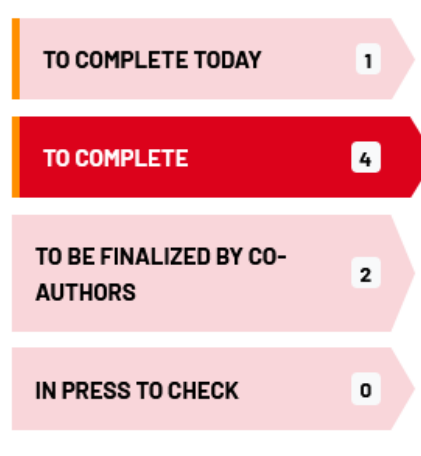 TO COMPLETE TODAY 1
TO COMPLETE 4
TO BE FINALIZED BY CO-
AUTHORS 2
IN PRESS TO CHECK 0